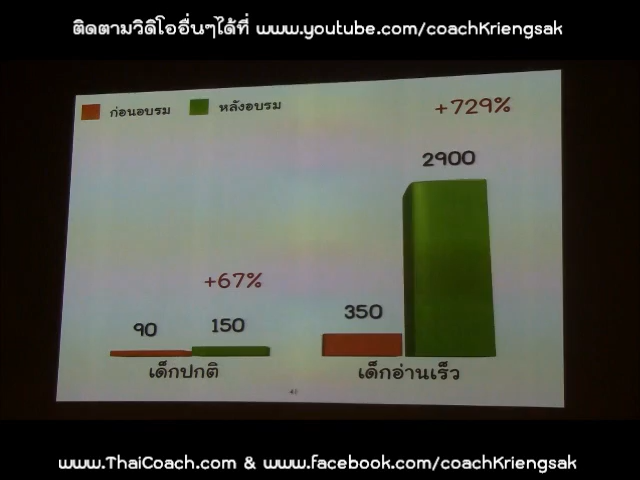 ติดตามวิดิโออื่นๆได้ที่ www.youtube.com/coachKriengsak
ก่อนอบรม หลังอบรม
+729%
2900
+67%
350
90 150
เด็กปกติ เด็กอ่านเร็ว
www.ThaiCoach.com & www.facebook.com/coachKriengsak